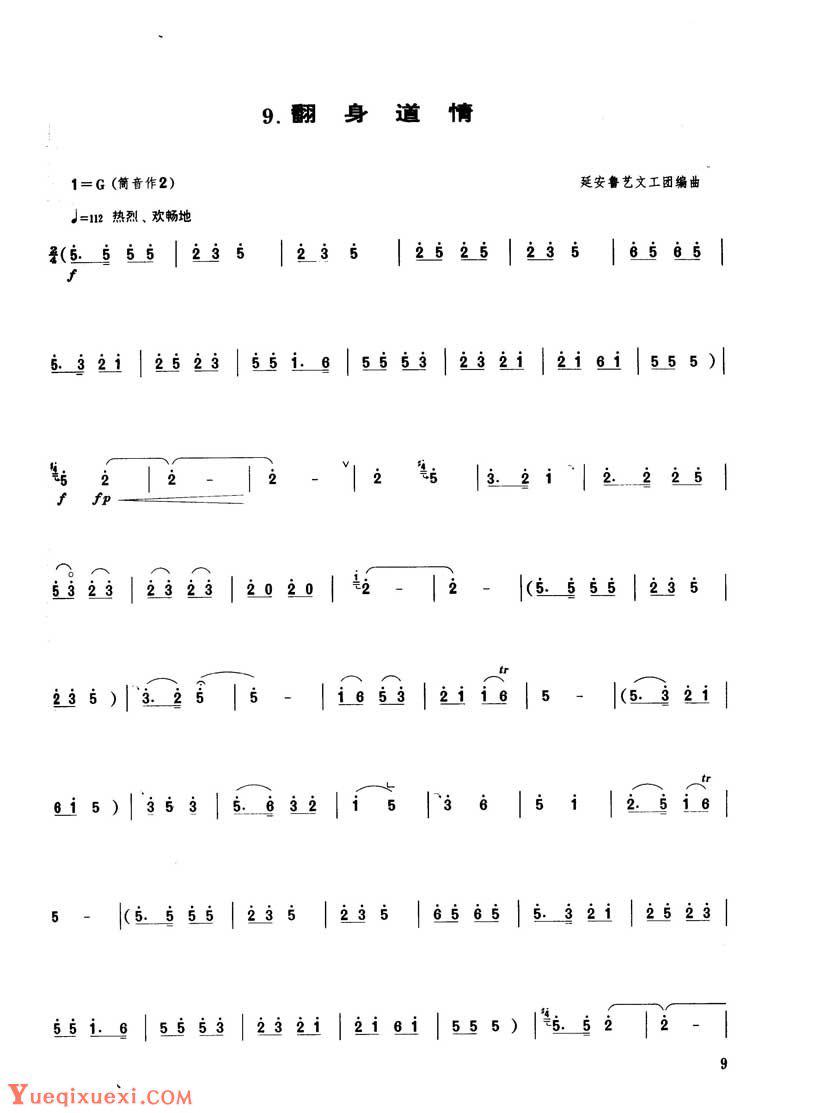 9. 翻身道情
1=G (筒音作2)
延安鲁艺文工团编曲
♩=112 热烈、欢畅地
2/4 (5̇. 5̇ 5̇ 5̇ | 2̇ 3̇ 5̇ | 2̇ 3̇ 5̇ | 2̇ 5̇ 2̇ 5̇ | 2̇ 3̇ 5̇ | 6̇ 5̇ 6̇ 5̇ |
f
5̇. 3̇ 2̇ 1̇ | 2̇ 5̇ 2̇ 3̇ | 5̇ 5̇ 1̇. 6 | 5 5 5̇ 3̇ | 2̇ 3̇ 2̇ 1̇ | 2̇ 1̇ 6 1̇ | 5 5 5 ) |
5̇ 2̇ | 2̇ - | 2̇ - | 2̇ 5̇ | 3̇. 2̇ 1̇ | 2̇. 2̇ 2̇ 5̇ |
f fp
5̇ 3̇ 2̇ 3̇ | 2̇ 3̇ 2̇ 3̇ | 2̇ 0 2̇ 0 | 2̇ - | 2̇ - | (5̇. 5̇ 5̇ 5̇ | 2̇ 3̇ 5̇ |
tr
2̇ 3̇ 5̇ ) | 3̇. 2̇ 5̇ | 5̇ - | 1̇ 6 5̇ 3̇ | 2̇ 1̇ 1̇ 6 | 5 - | (5̇. 3̇ 2̇ 1̇ |
tr
6 1̇ 5 ) | 3̇ 5̇ 3̇ | 5̇. 6̇ 3̇ 2̇ | 1̇ 5̇ | 3̇ 6̇ | 5̇ 1̇ | 2̇. 5̇ 1̇ 6 |
5 - | (5̇. 5̇ 5̇ 5̇ | 2̇ 3̇ 5̇ | 2̇ 3̇ 5̇ | 6̇ 5̇ 6̇ 5̇ | 5̇. 3̇ 2̇ 1̇ | 2̇ 5̇ 2̇ 3̇ |
5̇ 5̇ 1̇. 6 | 5 5 5̇ 3̇ | 2̇ 3̇ 2̇ 1̇ | 2̇ 1̇ 6 1̇ | 5 5 5 ) | 5̇. 5̇ 2̇ | 2̇ - |
9
Yueqixuexi.com